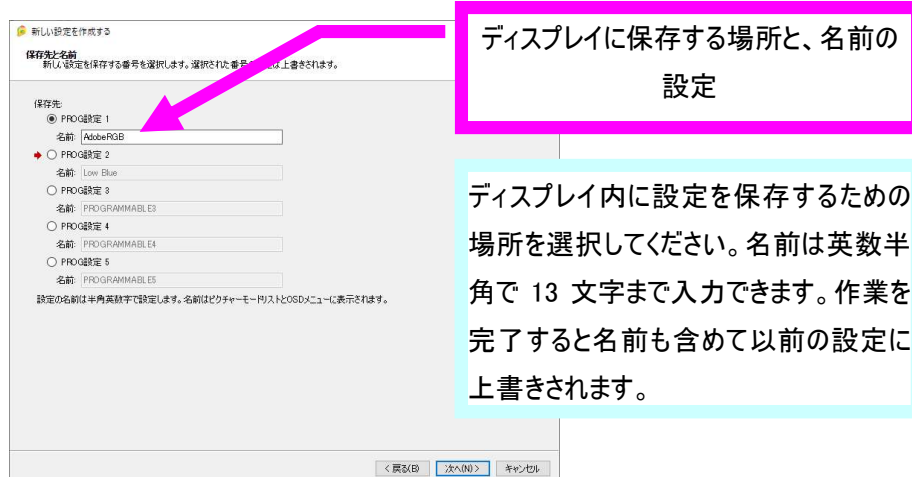 新しい設定を作成する
保存先と名前
新しい設定を保存する番号を選択します。選択された番号の
上書きされます。
保存先:
PROG設定 1
名前: AdobeRGB
PROG設定 2
名前: Low Blue
PROG設定 3
名前: PROGRAMMABLE3
PROG設定 4
名前: PROGRAMMABLE4
PROG設定 5
名前: PROGRAMMABLE5
設定の名前は半角英数字で設定します。名前はピクチャーモードリストとOSDメニューに表示されます。
< 戻る(B) 次へ(N) > キャンセル
ディスプレイに保存する場所と、名前の
設定
ディスプレイ内に設定を保存するための
場所を選択してください。名前は英数半
角で 13 文字まで入力できます。作業を
完了すると名前も含めて以前の設定に
上書きされます。